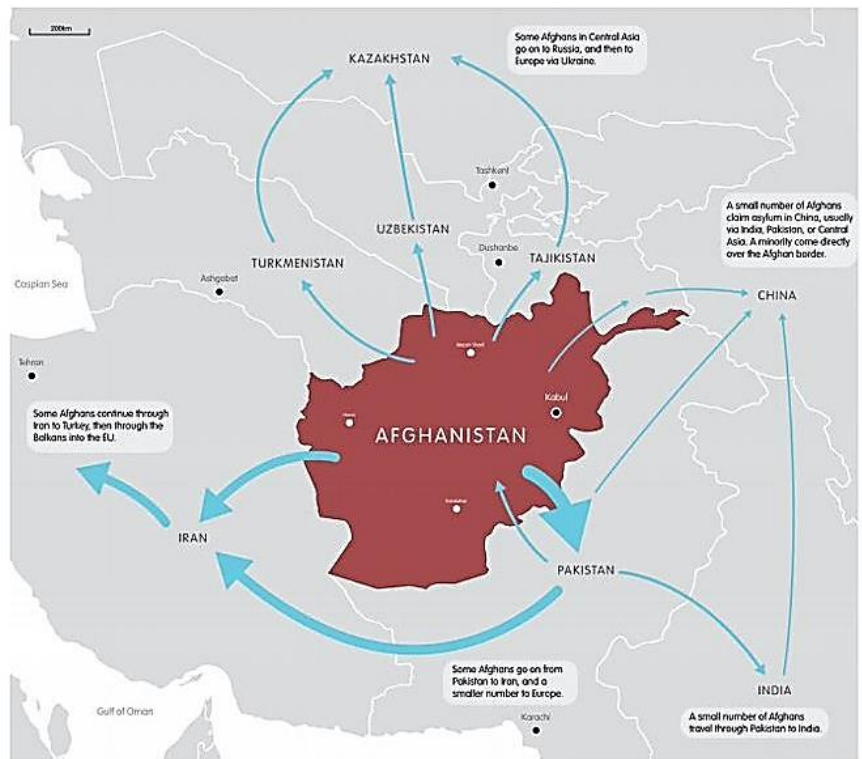 200km
Some Afghans in Central Asia
go on to Russia, and then to
Europe via Ukraine.
KAZAKHSTAN
Tashkent
A small number of Afghans
claim asylum in China, usually
via India, Pakistan, or Central
Asia. A minority come directly
over the Afghan border.
UZBEKISTAN
Dushanbe
TAJIKISTAN
TURKMENISTAN
Ashgabat
Caspian Sea
CHINA
Tehran
Kabul
Some Afghans continue through
Iran to Turkey, then through the
Balkans into the EU.
AFGHANISTAN
IRAN
PAKISTAN
Some Afghans go on from
Pakistan to Iran, and a
smaller number to Europe.
INDIA
Gulf of Oman
Karachi
A small number of Afghans
travel through Pakistan to India.